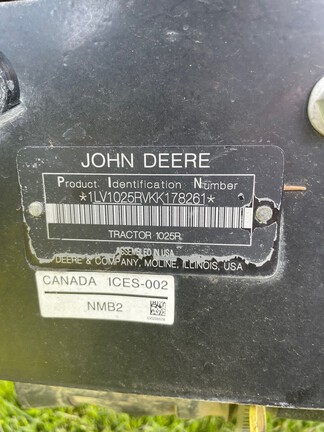 JOHN DEERE
Product Identification Number
*1LV1025RVKK178261*
TRACTOR 1025R
ASSEMBLED IN USA
DEERE & COMPANY, MOLINE, ILLINOIS, USA
CANADA ICES-002
NMB2